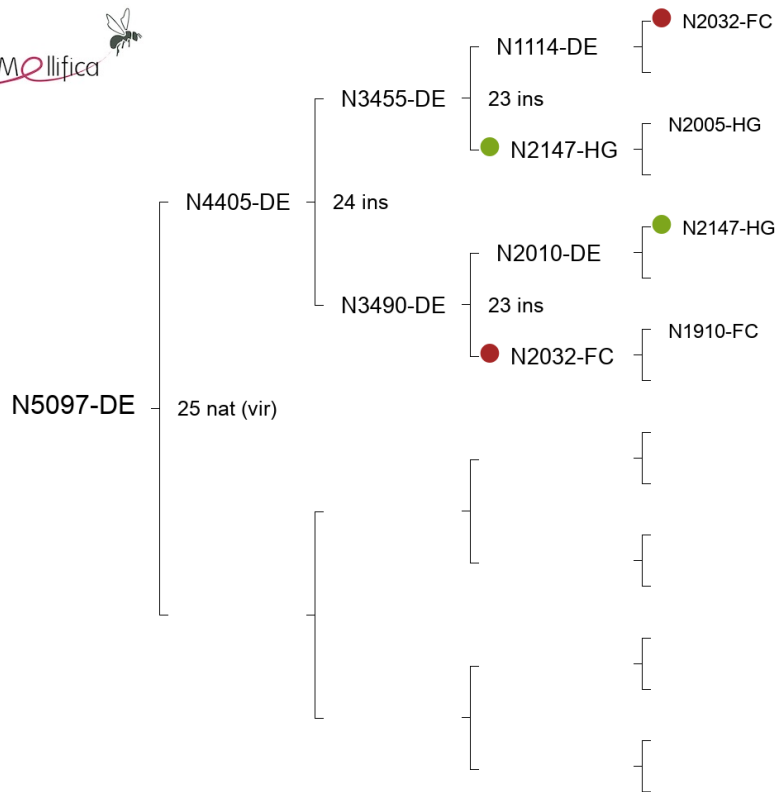 Mellifica
N2032-FC
N1114-DE
N3455-DE
23 ins
N2005-HG
N2147-HG
N4405-DE
24 ins
N2147-HG
N2010-DE
N3490-DE
23 ins
N1910-FC
N2032-FC
N5097-DE
25 nat (vir)